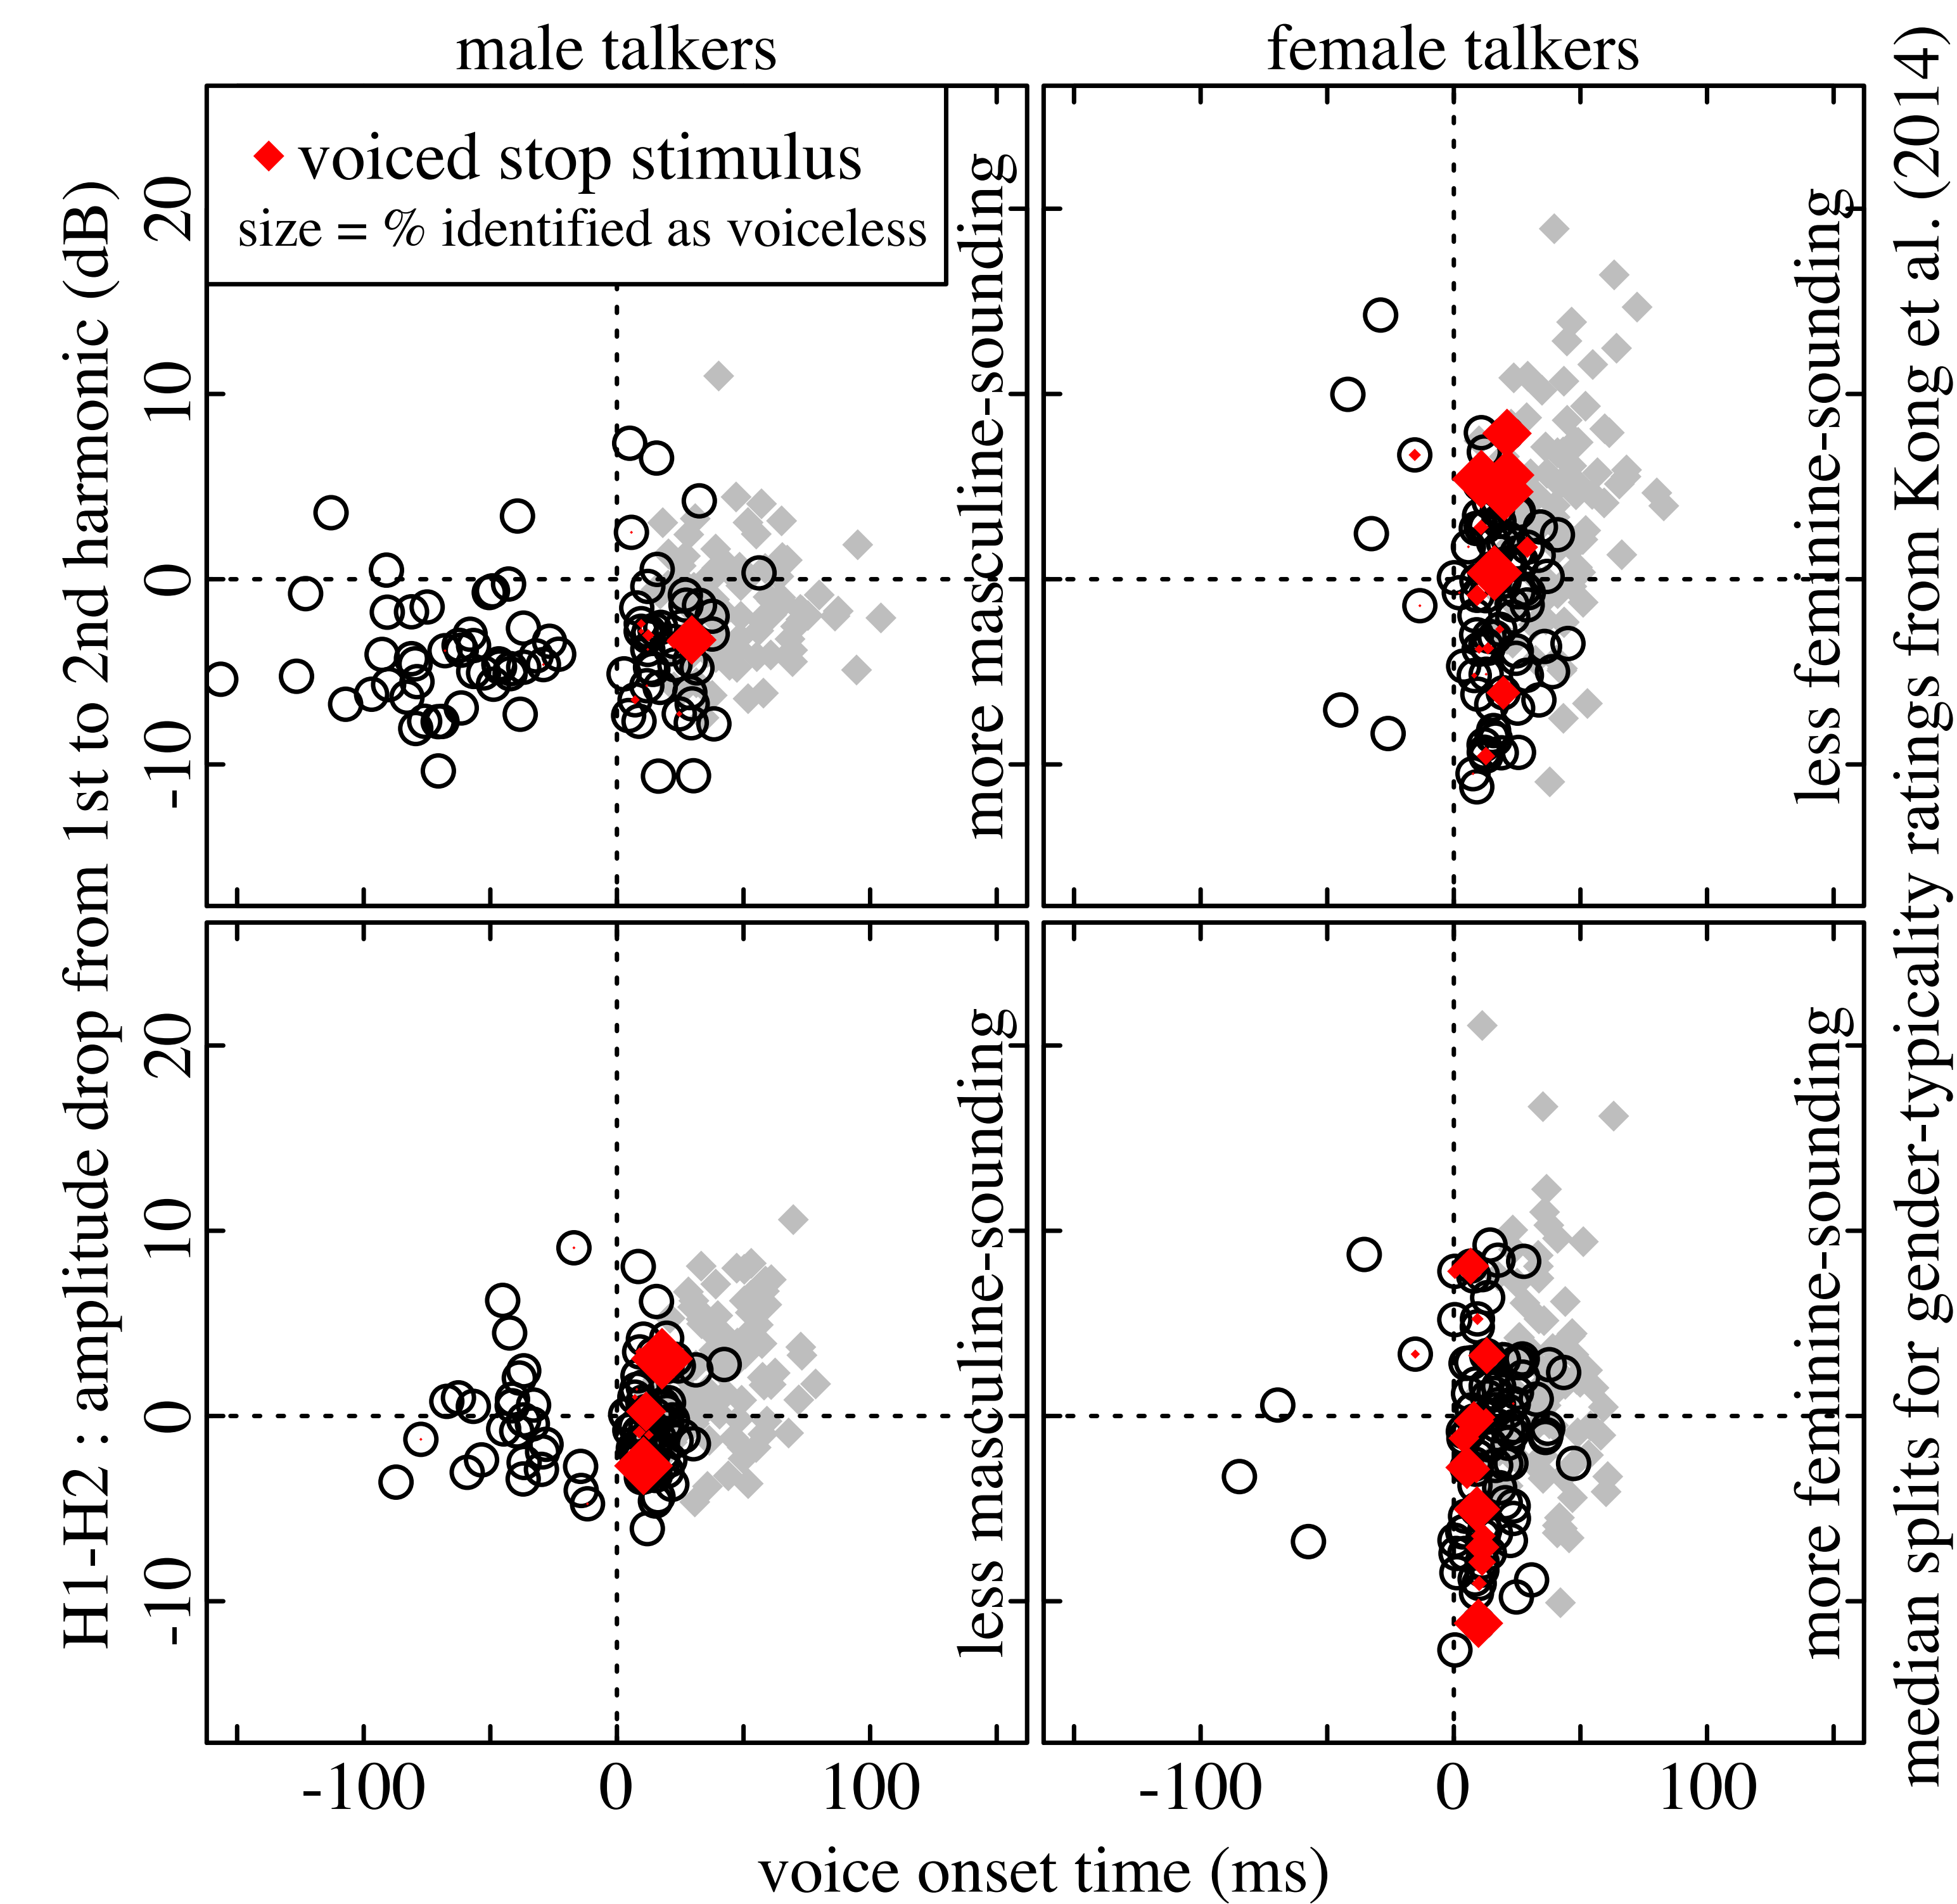 male talkers
female talkers
voiced stop stimulus
size = % identified as voiceless
more masculine-sounding
less feminine-sounding
less masculine-sounding
more feminine-sounding
H1-H2 : amplitude drop from 1st to 2nd harmonic (dB)
20
10
0
-10
20
10
0
-10
-100
0
100
-100
0
100
voice onset time (ms)
median splits for gender-typicality ratings from Kong et al. (2014)